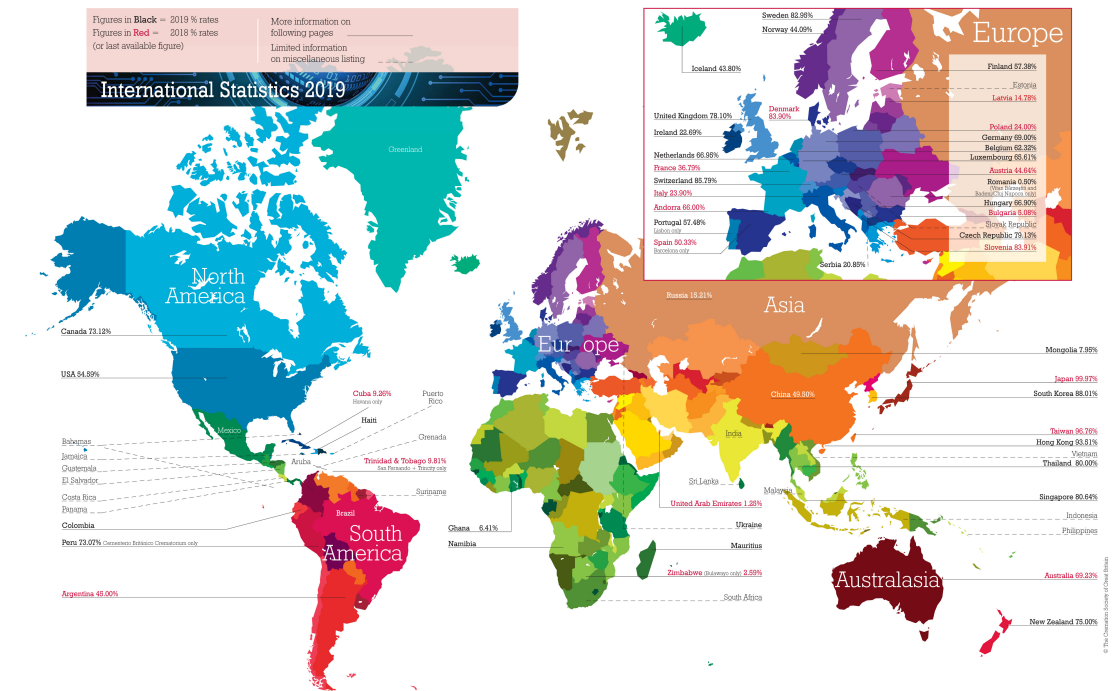 Figures in Black = 2019 % rates
Figures in Red = 2018 % rates
(or last available figure)
More information on
following pages
Limited information
on miscellaneous listing
International Statistics 2019
Europe
Sweden 82.95%
Norway 44.09%
Iceland 43.80%
Denmark
83.90%
United Kingdom 78.10%
Ireland 22.69%
Netherlands 66.95%
France 36.79%
Switzerland 85.79%
Italy 23.90%
Andorra 66.00%
Portugal 57.48%
Lisbon only
Spain 50.33%
Barcelona only
Serbia 20.85%
Finland 57.38%
Estonia
Latvia 14.78%
Poland 24.00%
Germany 69.00%
Belgium 62.32%
Luxembourg 65.61%
Austria 44.64%
Romania 0.50%
Hungary 66.90%
Bulgaria 5.08%
Slovak Republic
Czech Republic 79.13%
Slovenia 83.91%
Greenland
North
America
Canada 73.12%
USA 54.59%
Mexico
Cuba 9.26%
Havana only
Puerto
Rico
Haiti
Grenada
Bahamas
Jamaica
Guatemala
El Salvador
Costa Rica
Panama
Aruba
Trinidad & Tobago 9.81%
San Fernando + Trincity only
Suriname
Colombia
Brazil
South
America
Peru 73.07% Cementerio Británico Crematorium only
Argentina 45.00%
Europe
Russia 15.21%
Asia
Mongolia 7.95%
Japan 99.97%
South Korea 88.01%
China 49.50%
Taiwan 96.76%
Hong Kong 93.51%
Vietnam
Thailand 80.00%
India
Sri Lanka
Malaysia
Singapore 80.64%
Indonesia
Philippines
United Arab Emirates 1.25%
Ghana 6.41%
Namibia
Ukraine
Mauritius
Zimbabwe (Bulawayo only) 2.59%
South Africa
Australasia
Australia 69.23%
New Zealand 75.00%
© The Cremation Society of Great Britain